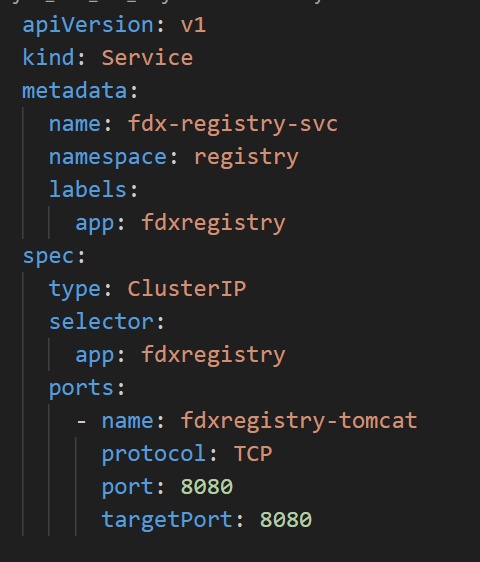 apiVersion: v1
kind: Service
metadata:
  name: fdx-registry-svc
  namespace: registry
  labels:
    app: fdxregistry
spec:
  type: ClusterIP
  selector:
    app: fdxregistry
  ports:
    - name: fdxregistry-tomcat
      protocol: TCP
      port: 8080
      targetPort: 8080